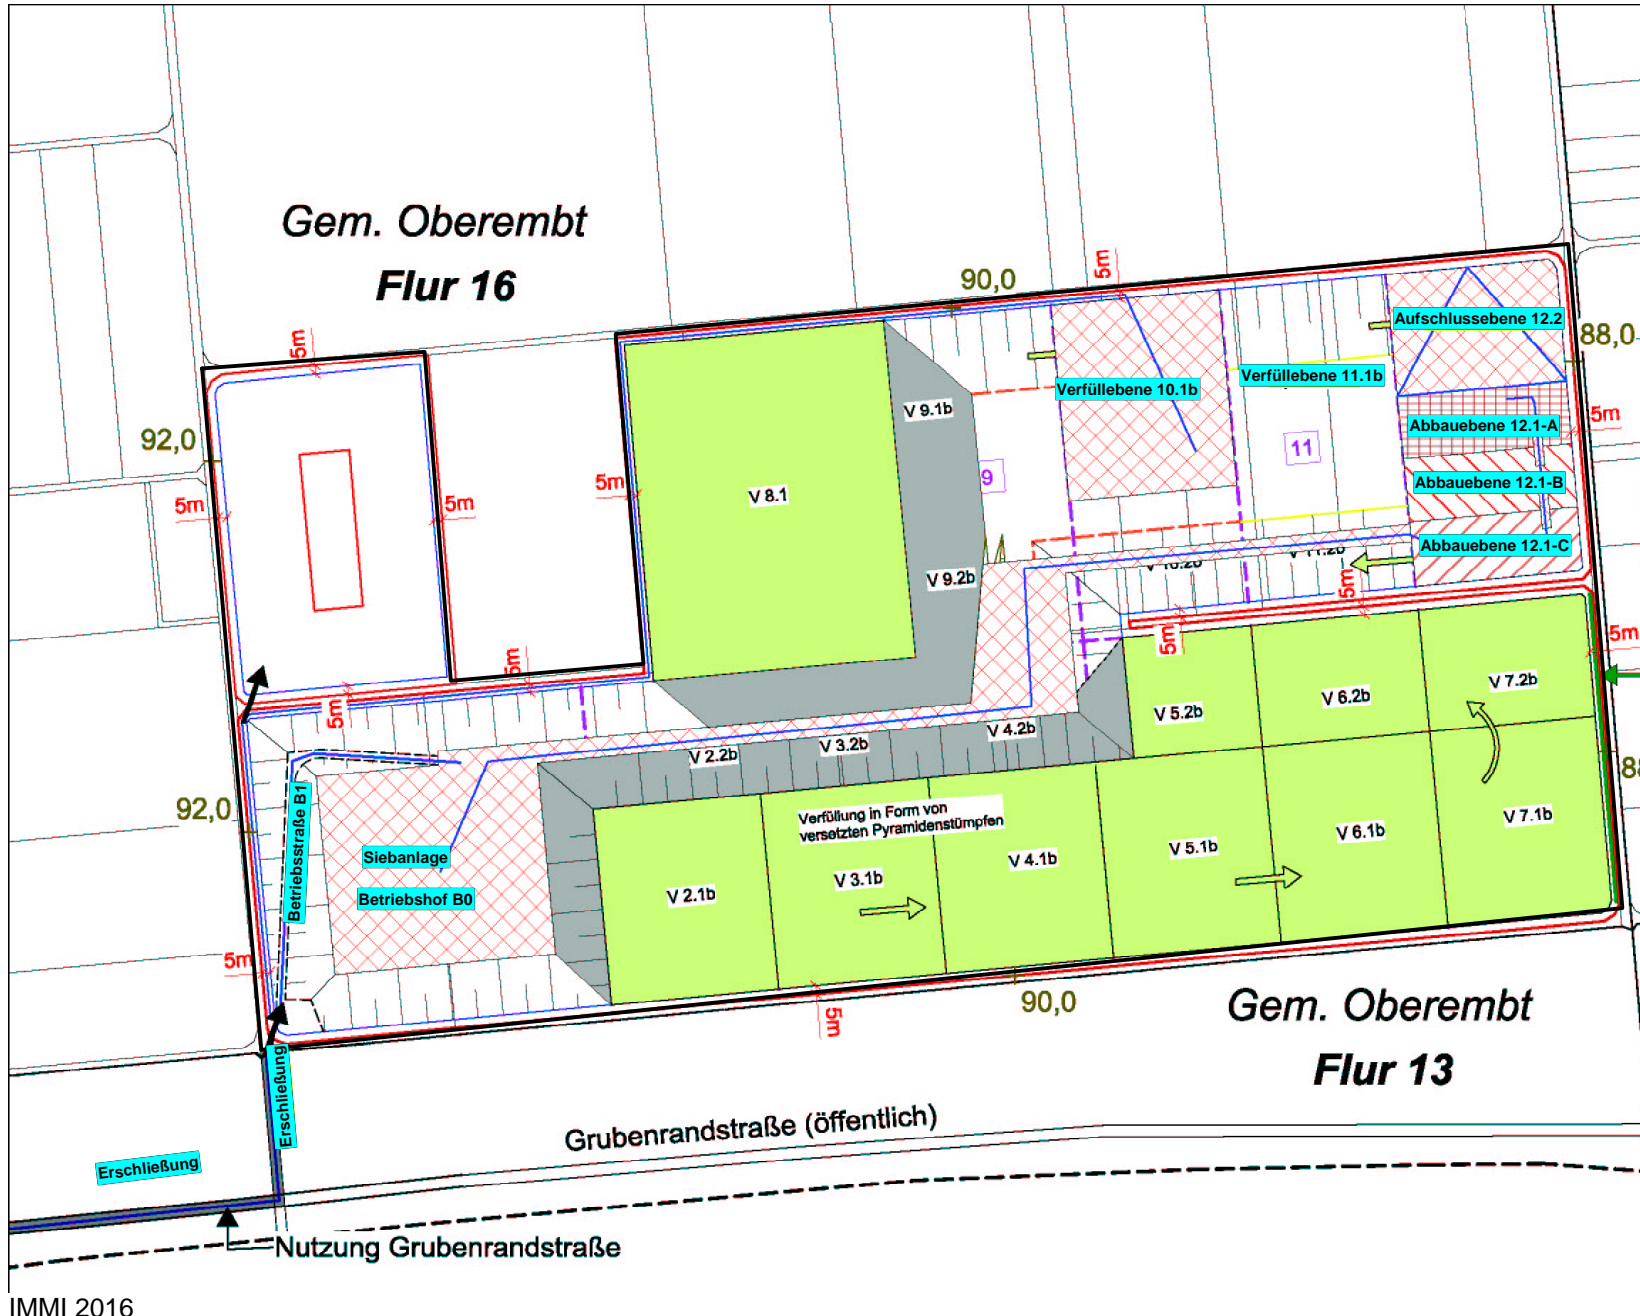 Gem. Oberembt
Flur 16
90,0
5m
Aufschlussebene 12.2
88,0
5m
Verfüllebene 11.1b
Verfüllebene 10.1b
V 9.1b
5m
Abbauebene 12.1-A
92,0
11
9
5m
Abbauebene 12.1-B
V 8.1
5m
5m
Abbauebene 12.1-C
V 9.2b
5m
5m
5m
5m
5m
V 7.2b
V 6.2b
V 5.2b
V 4.2b
V 3.2b
V 2.2b
92,0
Betriebsstraße B1
Verfüllung in Form von
versetzten Pyramidenstümpfen
V 7.1b
V 6.1b
V 5.1b
V 4.1b
V 3.1b
V 2.1b
Siebanlage
Betriebshof B0
5m
90,0
5m
Gem. Oberembt
Flur 13
Erschließung
Grubenrandstraße (öffentlich)
Erschließung
Nutzung Grubenrandstraße
IMMI 2016